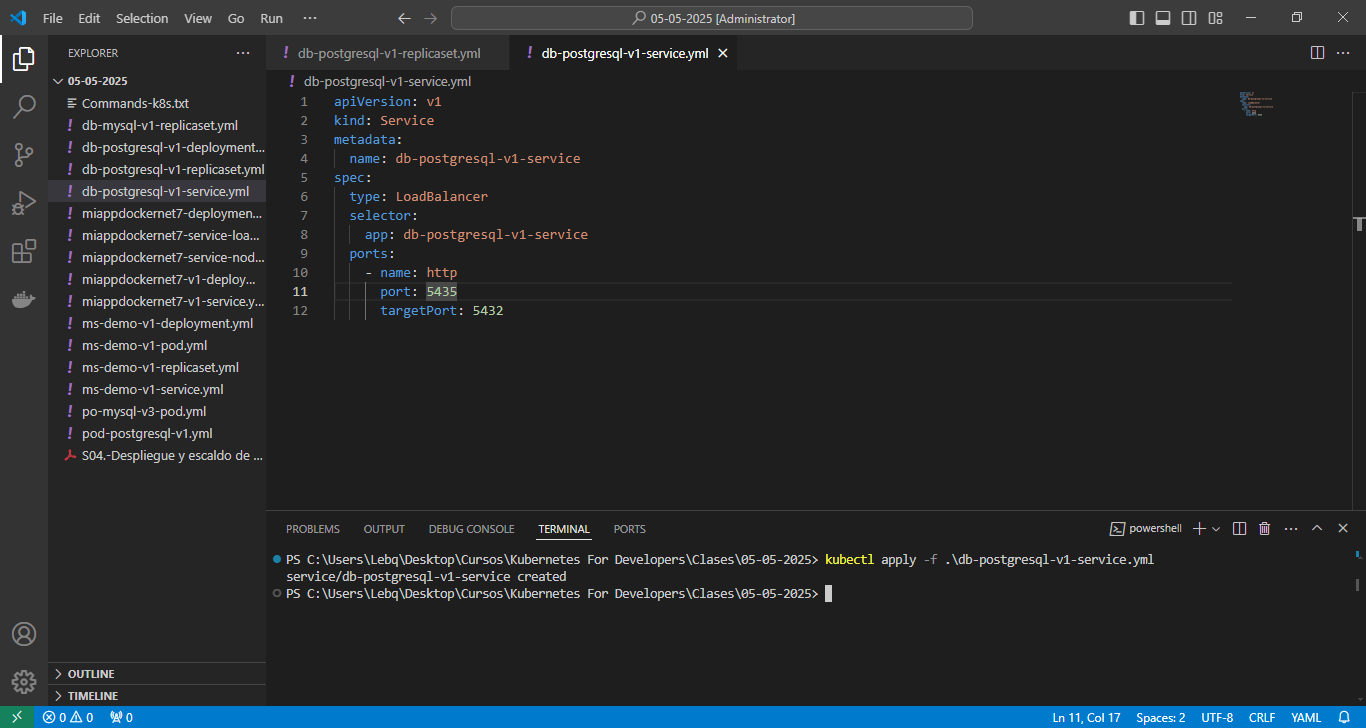 File Edit Selection View Go Run ··· 05-05-2025 [Administrator]
EXPLORER ···
05-05-2025
Commands-k8s.txt
db-mysql-v1-replicaset.yml
db-postgresql-v1-deployment...
db-postgresql-v1-replicaset.yml
db-postgresql-v1-service.yml
miappdockernet7-deploymen...
miappdockernet7-service-loa...
miappdockernet7-service-nod...
miappdockernet7-v1-deploy...
miappdockernet7-v1-service.y...
ms-demo-v1-deployment.yml
ms-demo-v1-pod.yml
ms-demo-v1-replicaset.yml
ms-demo-v1-service.yml
po-mysql-v3-pod.yml
pod-postgresql-v1.yml
S04.-Despliegue y escaldo de ...
OUTLINE
TIMELINE
! db-postgresql-v1-replicaset.yml ! db-postgresql-v1-service.yml
! db-postgresql-v1-service.yml
1 apiVersion: v1
2 kind: Service
3 metadata:
4 name: db-postgresql-v1-service
5 spec:
6 type: LoadBalancer
7 selector:
8 app: db-postgresql-v1-service
9 ports:
10 - name: http
11 port: 5435
12 targetPort: 5432
PROBLEMS OUTPUT DEBUG CONSOLE TERMINAL PORTS powershell
PS C:\Users\Lebq\Desktop\Cursos\Kubernetes For Developers\Clases\05-05-2025> kubectl apply -f .\db-postgresql-v1-service.yml
service/db-postgresql-v1-service created
PS C:\Users\Lebq\Desktop\Cursos\Kubernetes For Developers\Clases\05-05-2025>
0 0 0 Ln 11, Col 17 Spaces: 2 UTF-8 CRLF YAML